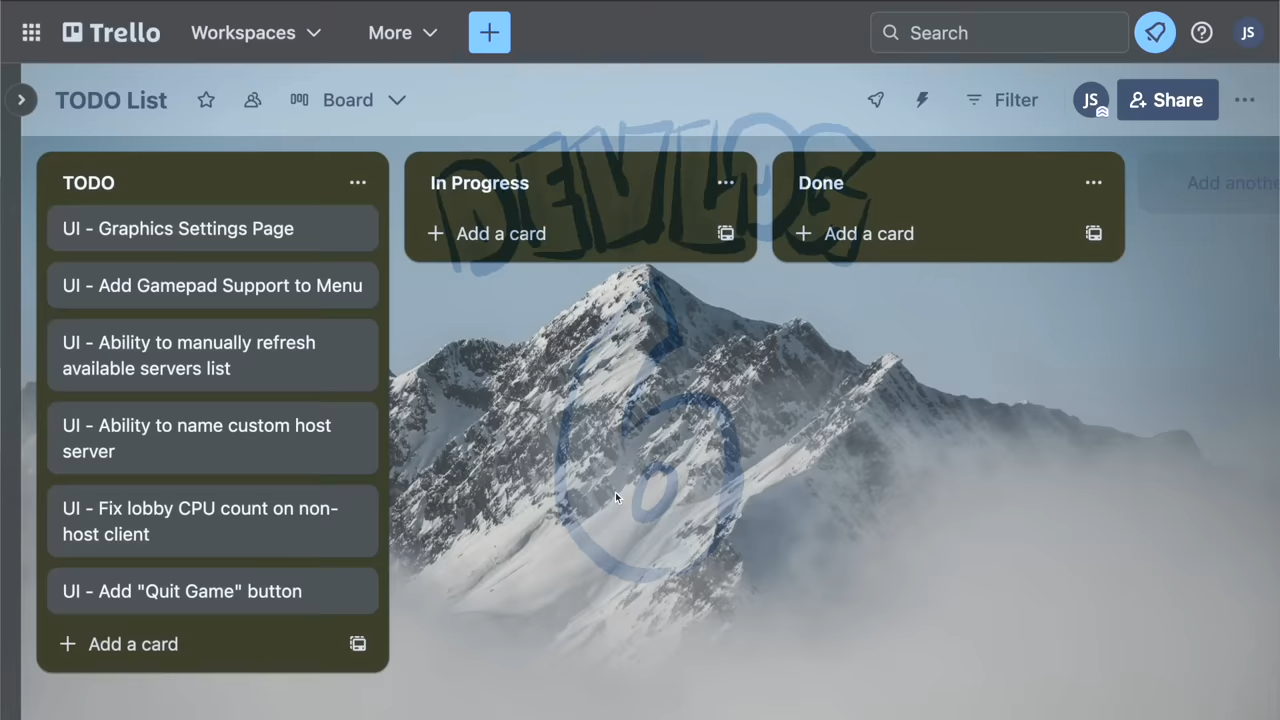 Trello
Workspaces
More
Search
JS
TODO List
Board
Filter
JS
Share
DEVLOG
6
TODO
UI - Graphics Settings Page
UI - Add Gamepad Support to Menu
UI - Ability to manually refresh
available servers list
UI - Ability to name custom host
server
UI - Fix lobby CPU count on non-
host client
UI - Add "Quit Game" button
+ Add a card
In Progress
+ Add a card
Done
+ Add a card
Add anothe